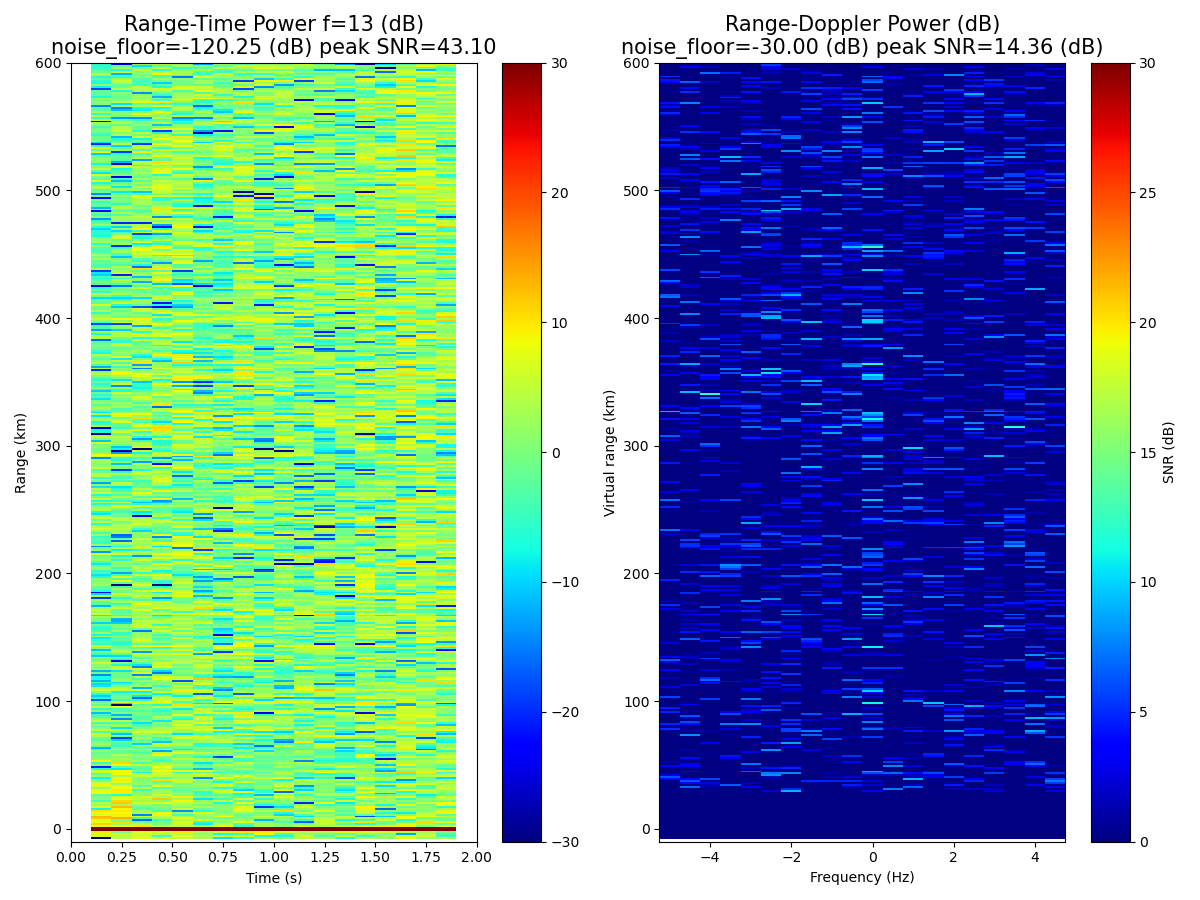 Range-Time Power f=13 (dB)
noise_floor=-120.25 (dB) peak SNR=43.10
Range-Doppler Power (dB)
noise_floor=-30.00 (dB) peak SNR=14.36 (dB)
Range (km)
600
500
400
300
200
100
0
0.00 0.25 0.50 0.75 1.00 1.25 1.50 1.75 2.00
Time (s)
30
20
10
0
−10
−20
−30
Virtual range (km)
600
500
400
300
200
100
0
−4 −2 0 2 4
Frequency (Hz)
30
25
20
15
10
5
0
SNR (dB)